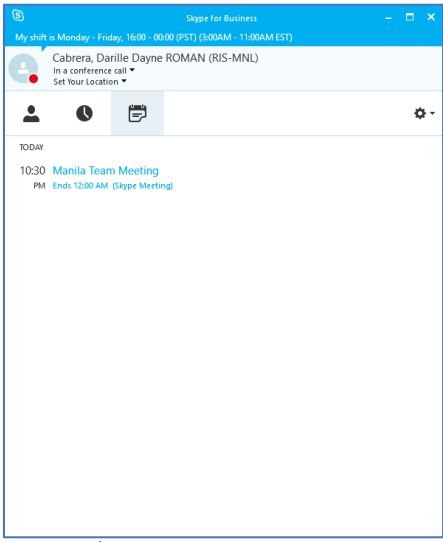 Skype for Business
My shift is Monday - Friday, 16:00 - 00:00 (PST) (3:00AM - 11:00AM EST)
Cabrera, Darille Dayne ROMAN (RIS-MNL)
In a conference call
Set Your Location
TODAY
10:30 Manila Team Meeting
PM Ends 12:00 AM (Skype Meeting)